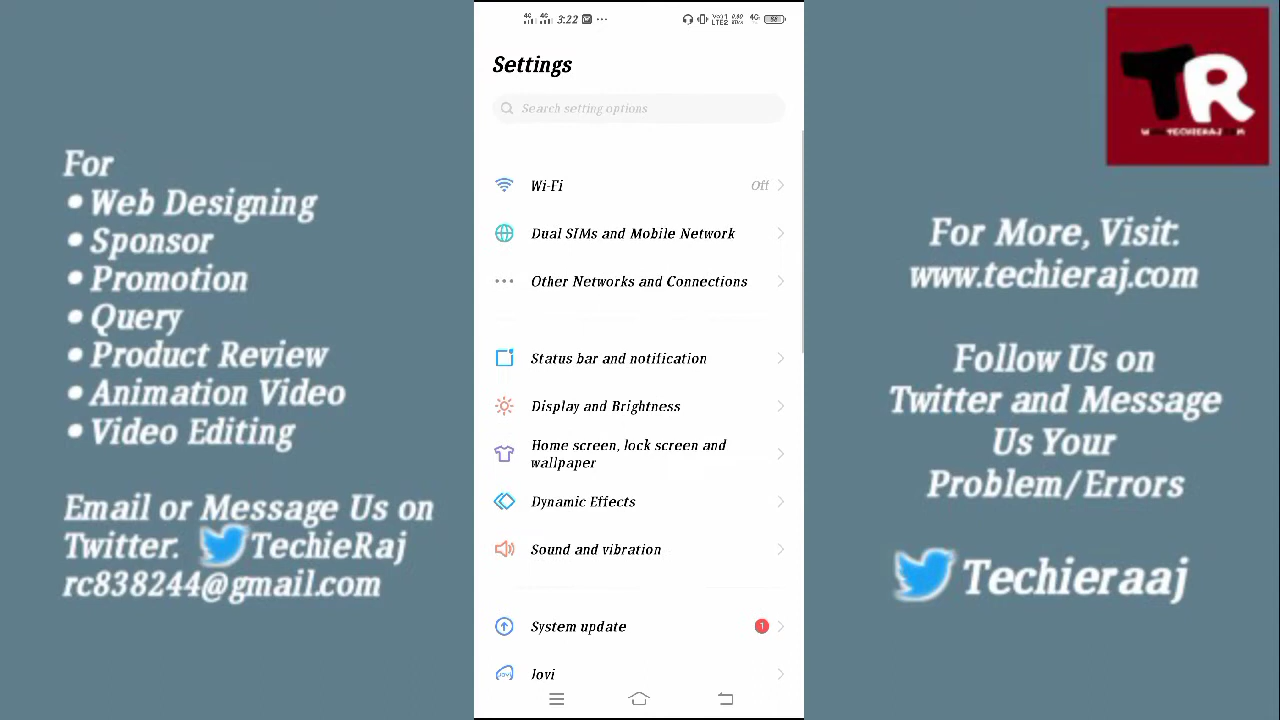 For
• Web Designing
• Sponsor
• Promotion
• Query
• Product Review
• Animation Video
• Video Editing
Email or Message Us on
Twitter. TechieRaj
rc838244@gmail.com
4G 4G 3:22
4G
Settings
Search setting options
Wi-Fi Off
Dual SIMs and Mobile Network
Other Networks and Connections
Status bar and notification
Display and Brightness
Home screen, lock screen and
wallpaper
Dynamic Effects
Sound and vibration
System update 1
Jovi
TR
For More, Visit:
www.techieraj.com
Follow Us on
Twitter and Message
Us Your
Problem/Errors
Techieraaj